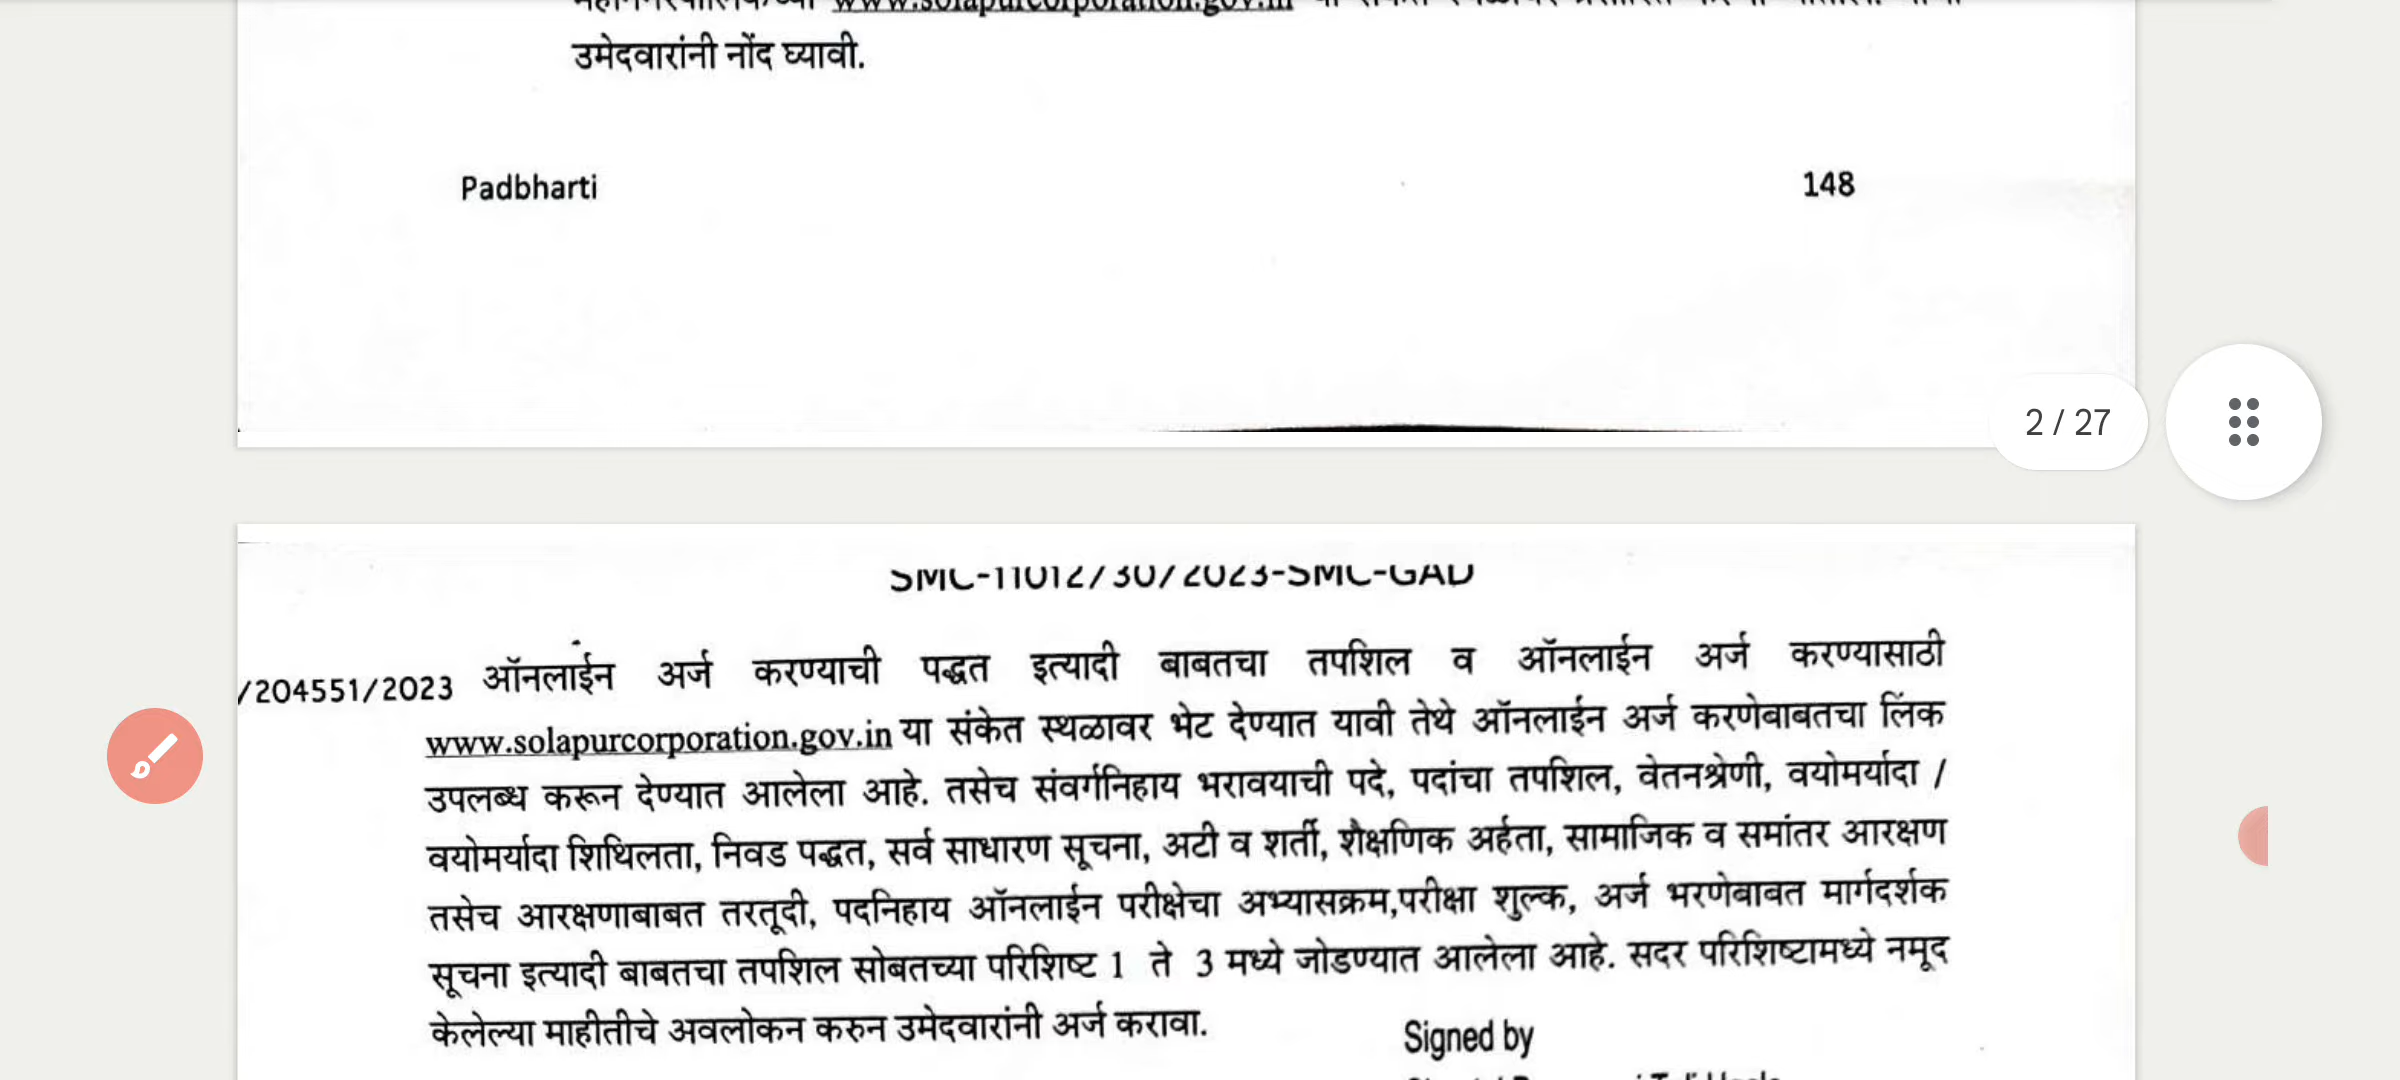 www.solapurcorporation.gov.in
उमेदवारांनी नोंद घ्यावी.
Padbharti 148
2 / 27
SMC-11012/30/2023-SMC-GAD
/204551/2023 ऑनलाईन अर्ज करण्याची पद्धत इत्यादी बाबतचा तपशिल व ऑनलाईन अर्ज करण्यासाठी
www.solapurcorporation.gov.in या संकेत स्थळावर भेट देण्यात यावी तेथे ऑनलाईन अर्ज करणेबाबतचा लिंक
उपलब्ध करून देण्यात आलेला आहे. तसेच संवर्गनिहाय भरावयाची पदे, पदांचा तपशिल, वेतनश्रेणी, वयोमर्यादा /
वयोमर्यादा शिथिलता, निवड पद्धत, सर्व साधारण सूचना, अटी व शर्ती, शैक्षणिक अर्हता, सामाजिक व समांतर आरक्षण
तसेच आरक्षणाबाबत तरतूदी, पदनिहाय ऑनलाईन परीक्षेचा अभ्यासक्रम,परीक्षा शुल्क, अर्ज भरणेबाबत मार्गदर्शक
सूचना इत्यादी बाबतचा तपशिल सोबतच्या परिशिष्ट 1 ते 3 मध्ये जोडण्यात आलेला आहे. सदर परिशिष्टामध्ये नमूद
केलेल्या माहीतीचे अवलोकन करुन उमेदवारांनी अर्ज करावा.
Signed by